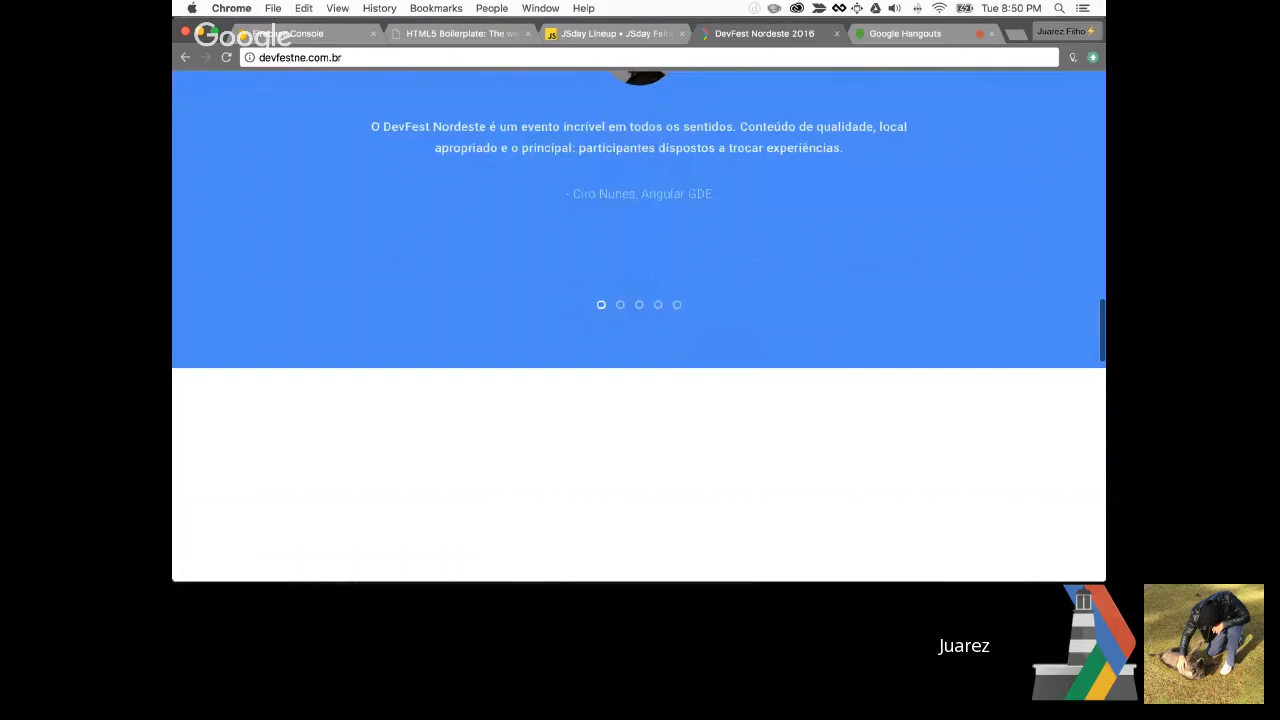 Chrome File Edit View History Bookmarks People Window Help Tue 8:50 PM
Google
Console HTML5 Boilerplate: The we JSday Lineup • JSday Feir DevFest Nordeste 2016 Google Hangouts Juarez Filho⚡
devfestne.com.br
O DevFest Nordeste é um evento incrível em todos os sentidos. Conteúdo de qualidade, local
apropriado e o principal: participantes dispostos a trocar experiências.
- Ciro Nunes, Angular GDE
Juarez